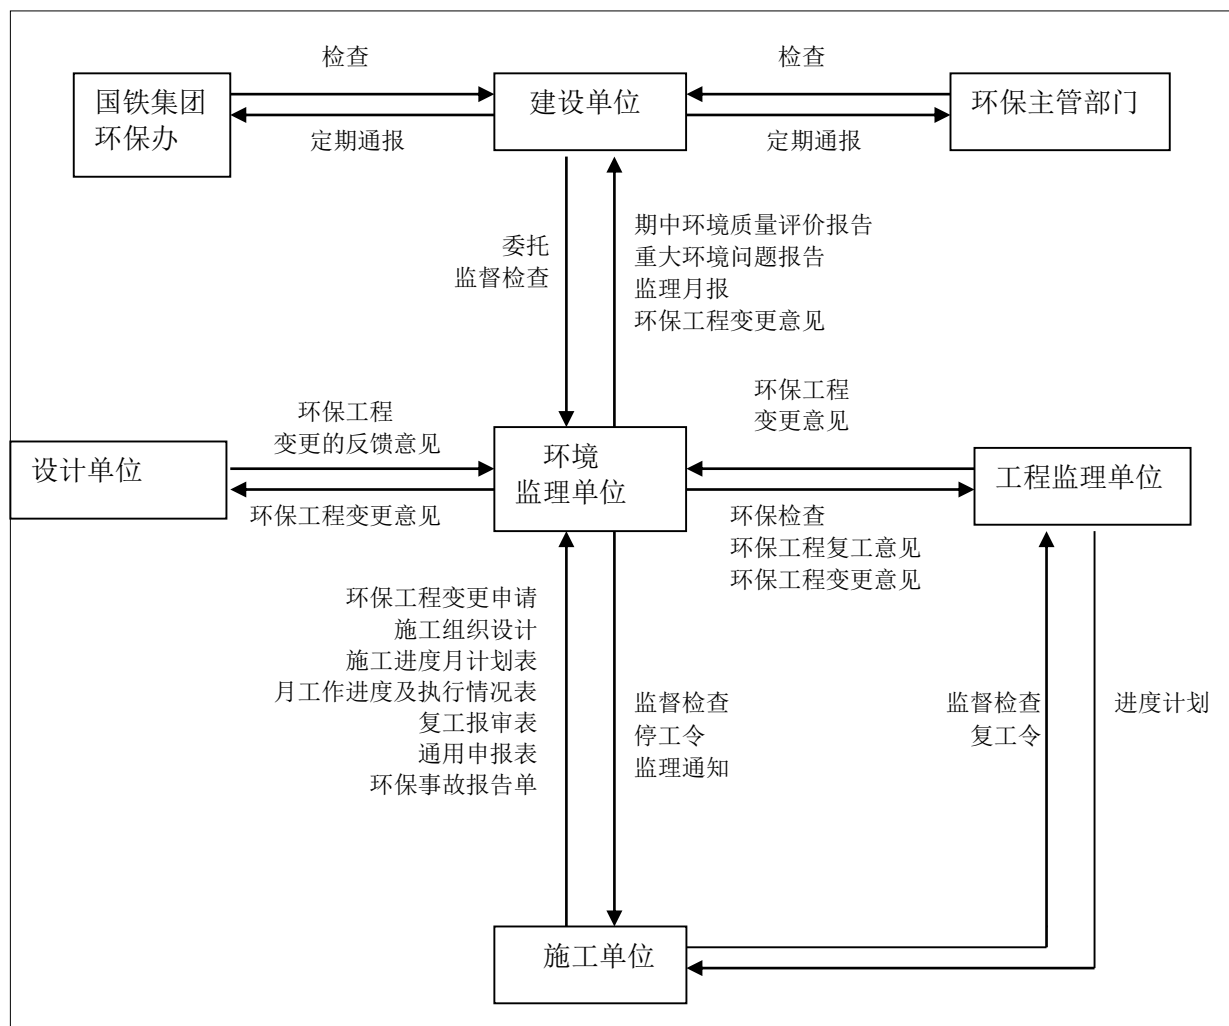 检查
检查
国铁集团
环保办
建设单位
环保主管部门
定期通报
定期通报
委托
监督检查
期中环境质量评价报告
重大环境问题报告
监理月报
环保工程变更意见
环保工程
变更的反馈意见
环保工程
变更意见
设计单位
环境
监理单位
工程监理单位
环保工程变更意见
环保检查
环保工程复工意见
环保工程变更意见
环保工程变更申请
施工组织设计
施工进度月计划表
月工作进度及执行情况表
复工报审表
通用申报表
环保事故报告单
监督检查
停工令
监理通知
监督检查
复工令
进度计划
施工单位